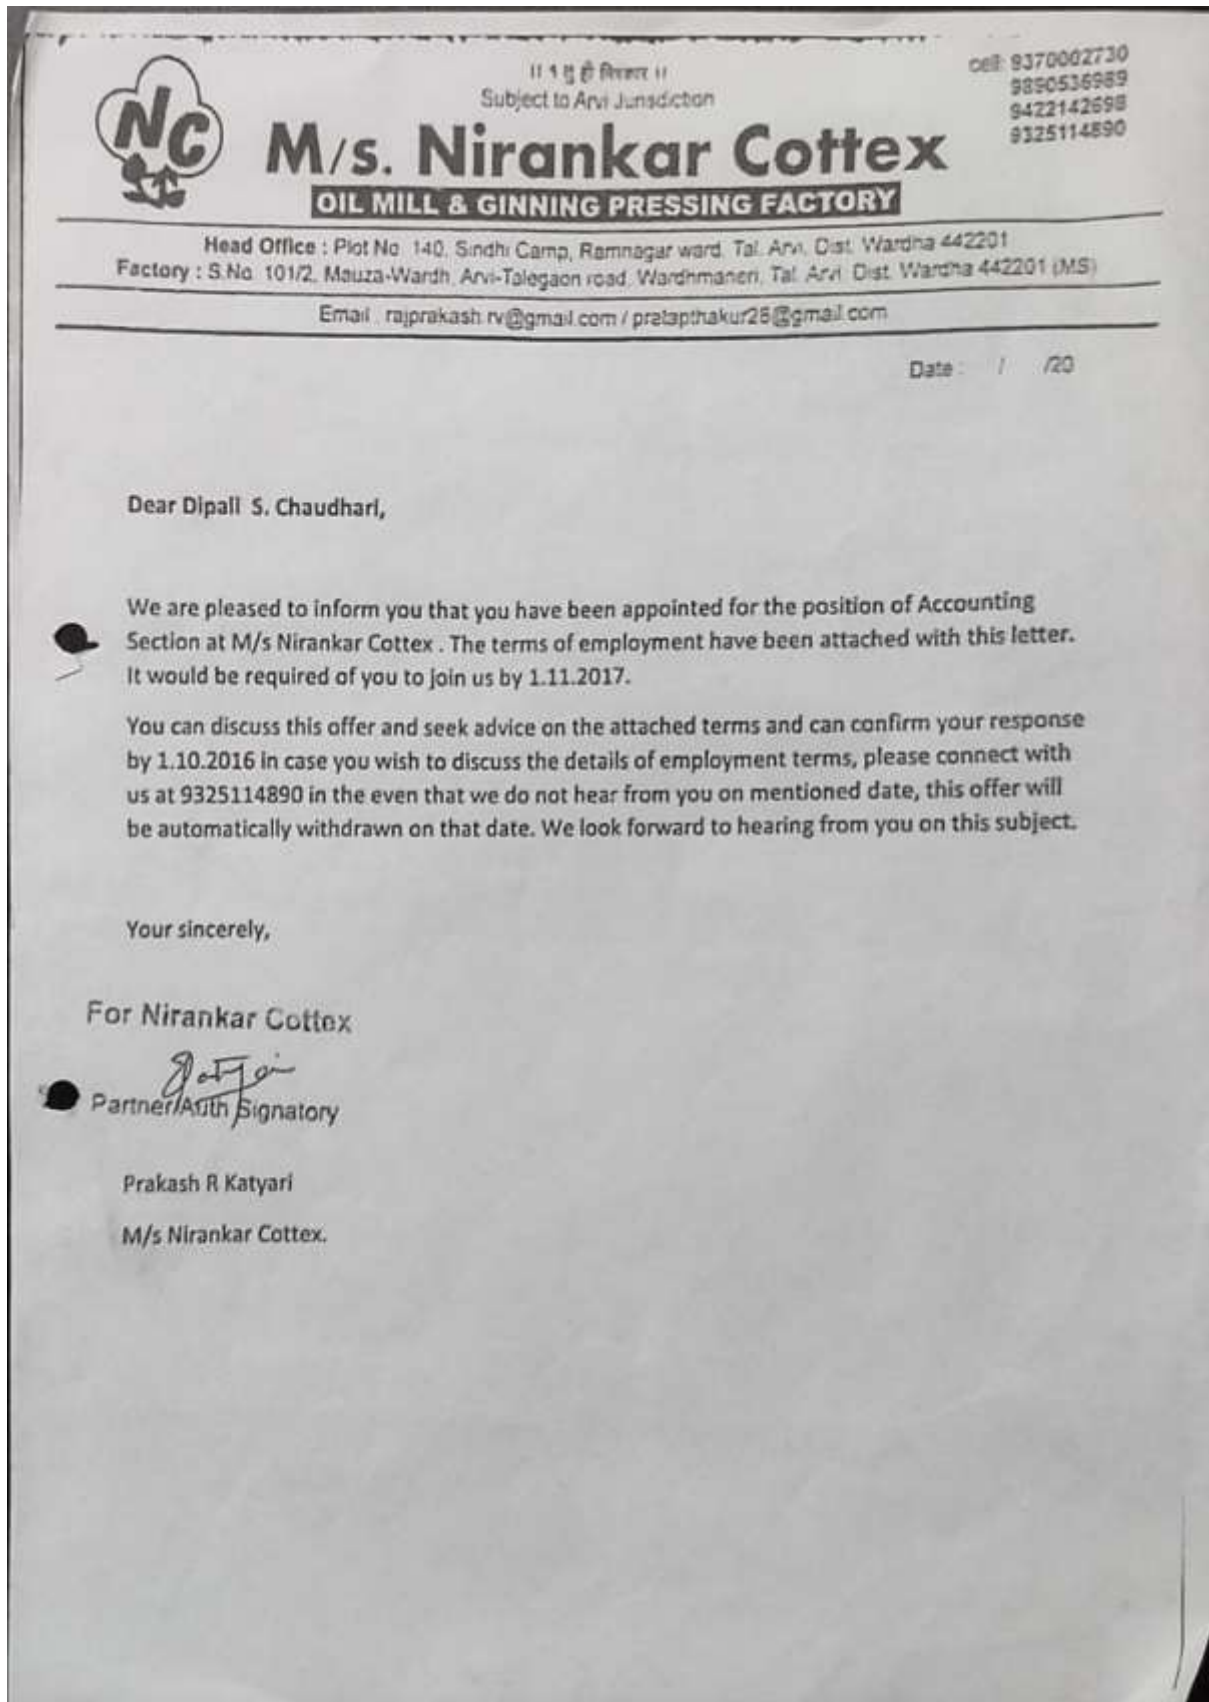 ॥ १ तु ही निरंकार ॥
Subject to Arvi Jurisdiction
cell: 9370002730
9890536989
9422142698
9325114890
NC
M/s. Nirankar Cottex
OIL MILL & GINNING PRESSING FACTORY
Head Office : Plot No. 140, Sindhi Camp, Ramnagar ward, Tal. Arvi, Dist. Wardha 442201
Factory : S.No. 101/2, Mauza-Wardh, Arvi-Talegaon road, Wardhmaneri, Tal. Arvi Dist. Wardha 442201 (MS)
Email : rajprakash.rv@gmail.com / pratapthakur25@gmail.com
Date : / /20
Dear Dipali S. Chaudhari,
We are pleased to inform you that you have been appointed for the position of Accounting
Section at M/s Nirankar Cottex . The terms of employment have been attached with this letter.
It would be required of you to join us by 1.11.2017.
You can discuss this offer and seek advice on the attached terms and can confirm your response
by 1.10.2016 in case you wish to discuss the details of employment terms, please connect with
us at 9325114890 in the even that we do not hear from you on mentioned date, this offer will
be automatically withdrawn on that date. We look forward to hearing from you on this subject.
Your sincerely,
For Nirankar Cottex
Partner/Auth Signatory
Prakash R Katyari
M/s Nirankar Cottex.